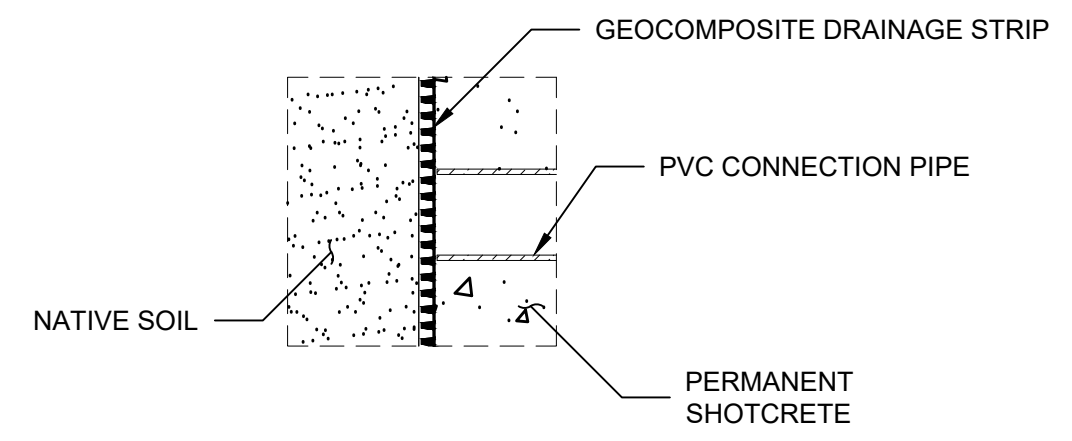 GEOCOMPOSITE DRAINAGE STRIP
PVC CONNECTION PIPE
NATIVE SOIL
PERMANENT
SHOTCRETE